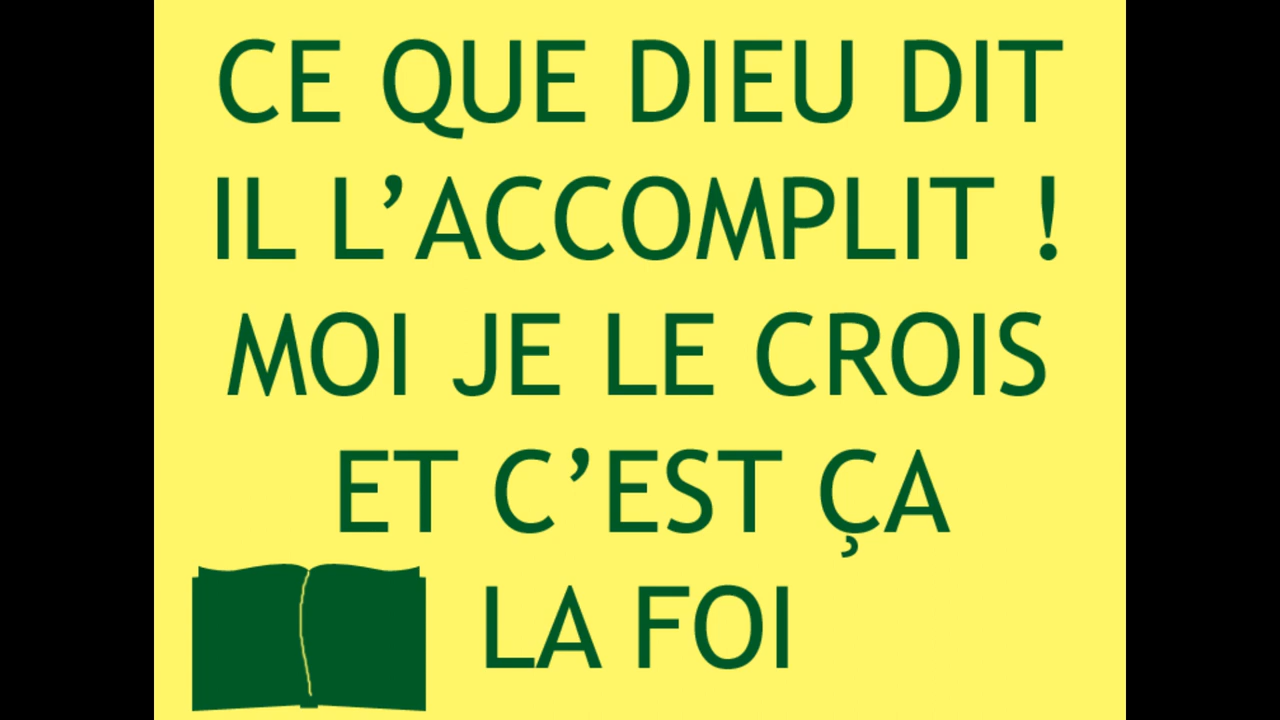 CE QUE DIEU DIT
IL L’ACCOMPLIT !
MOI JE LE CROIS
ET C’EST ÇA
LA FOI